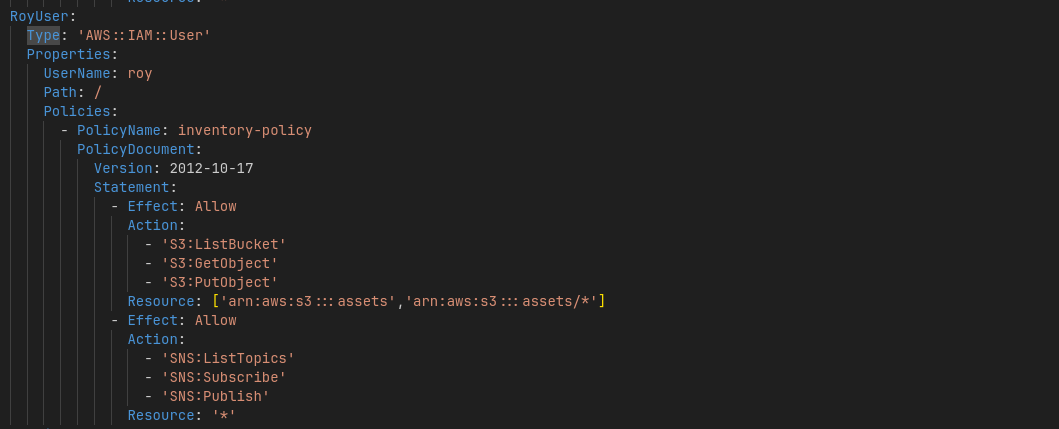 RoyUser:
Type: 'AWS::IAM::User'
Properties:
UserName: roy
Path: /
Policies:
- PolicyName: inventory-policy
PolicyDocument:
Version: 2012-10-17
Statement:
- Effect: Allow
Action:
- 'S3:ListBucket'
- 'S3:GetObject'
- 'S3:PutObject'
Resource: ['arn:aws:s3:::assets','arn:aws:s3:::assets/*']
- Effect: Allow
Action:
- 'SNS:ListTopics'
- 'SNS:Subscribe'
- 'SNS:Publish'
Resource: '*'